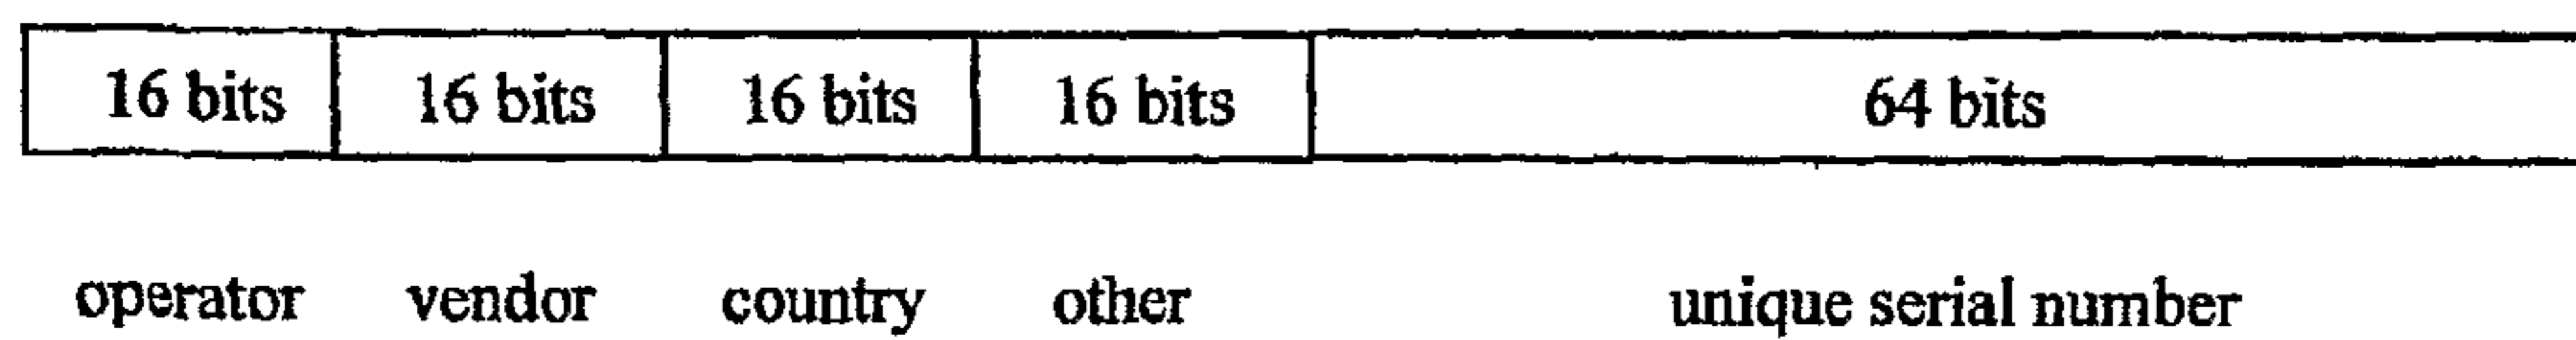 16 bits 16 bits 16 bits 16 bits 64 bits
operator vendor country other unique serial number